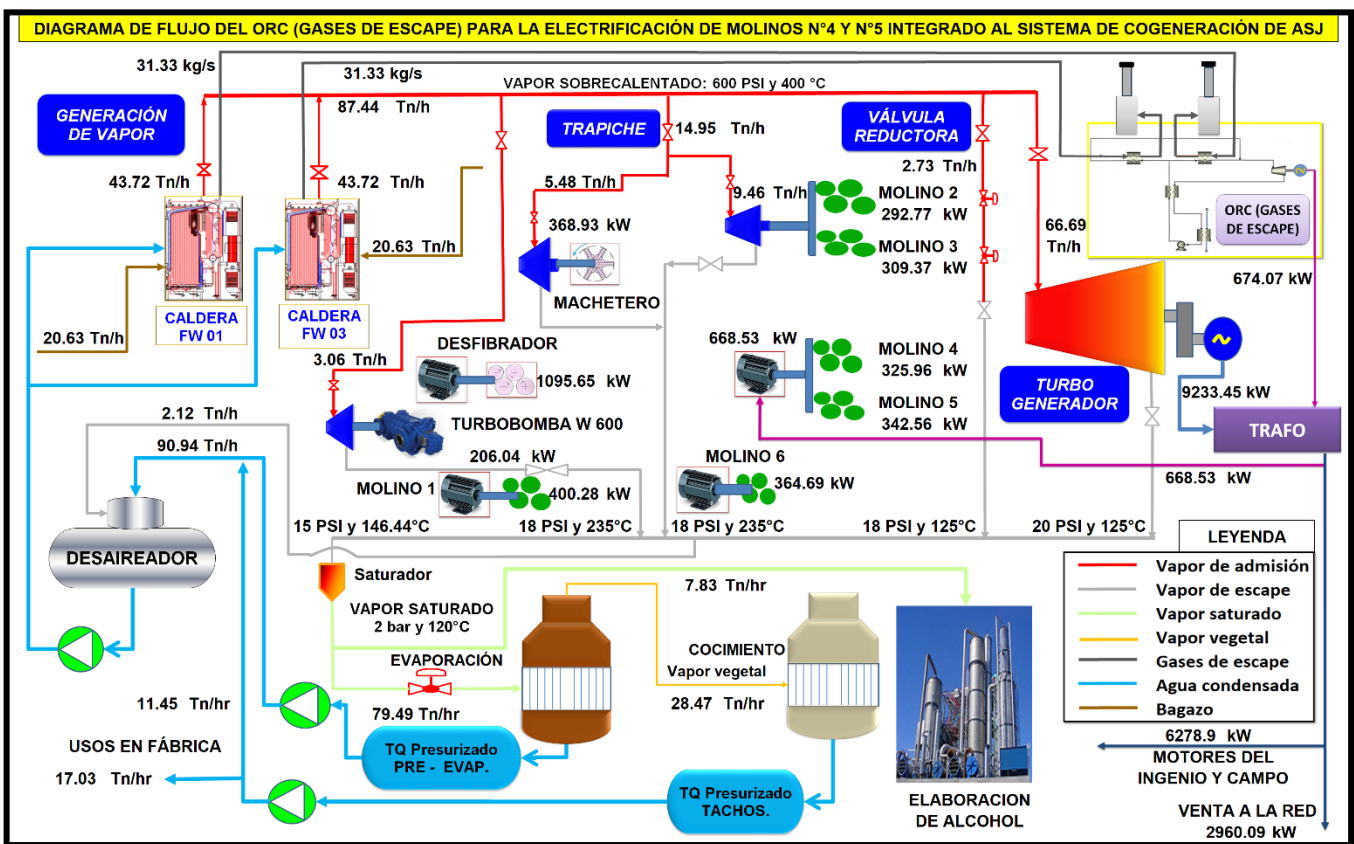 DIAGRAMA DE FLUJO DEL ORC (GASES DE ESCAPE) PARA LA ELECTRIFICACIÓN DE MOLINOS N°4 Y N°5 INTEGRADO AL SISTEMA DE COGENERACIÓN DE ASJ
31.33 kg/s
31.33 kg/s
VAPOR SOBRECALENTADO: 600 PSI y 400 °C
87.44 Tn/h
GENERACIÓN
DE VAPOR
TRAPICHE
14.95 Tn/h
VÁLVULA
REDUCTORA
2.73 Tn/h
43.72 Tn/h
43.72 Tn/h
5.48 Tn/h
9.46 Tn/h
MOLINO 2
292.77 kW
MOLINO 3
309.37 kW
66.69
Tn/h
ORC (GASES
DE ESCAPE)
674.07 kW
368.93 kW
MACHETERO
20.63 Tn/h
20.63 Tn/h
CALDERA
FW 01
CALDERA
FW 03
3.06 Tn/h
DESFIBRADOR
1095.65 kW
TURBOBOMBA W 600
206.04 kW
668.53 kW
MOLINO 4
325.96 kW
MOLINO 5
342.56 kW
TURBO
GENERADOR
9233.45 kW
TRAFO
668.53 kW
2.12 Tn/h
90.94 Tn/h
MOLINO 1
400.28 kW
MOLINO 6
364.69 kW
15 PSI y 146.44°C
18 PSI y 235°C
18 PSI y 235°C
18 PSI y 125°C
20 PSI y 125°C
DESAIREADOR
Saturador
VAPOR SATURADO
2 bar y 120°C
EVAPORACIÓN
7.83 Tn/hr
COCIMIENTO
Vapor vegetal
28.47 Tn/hr
79.49 Tn/hr
11.45 Tn/hr
USOS EN FÁBRICA
17.03 Tn/hr
TQ Presurizado
PRE - EVAP.
TQ Presurizado
TACHOS.
ELABORACION
DE ALCOHOL
LEYENDA
Vapor de admisión
Vapor de escape
Vapor saturado
Vapor vegetal
Gases de escape
Agua condensada
Bagazo
6278.9 kW
MOTORES DEL
INGENIO Y CAMPO
VENTA A LA RED
2960.09 kW